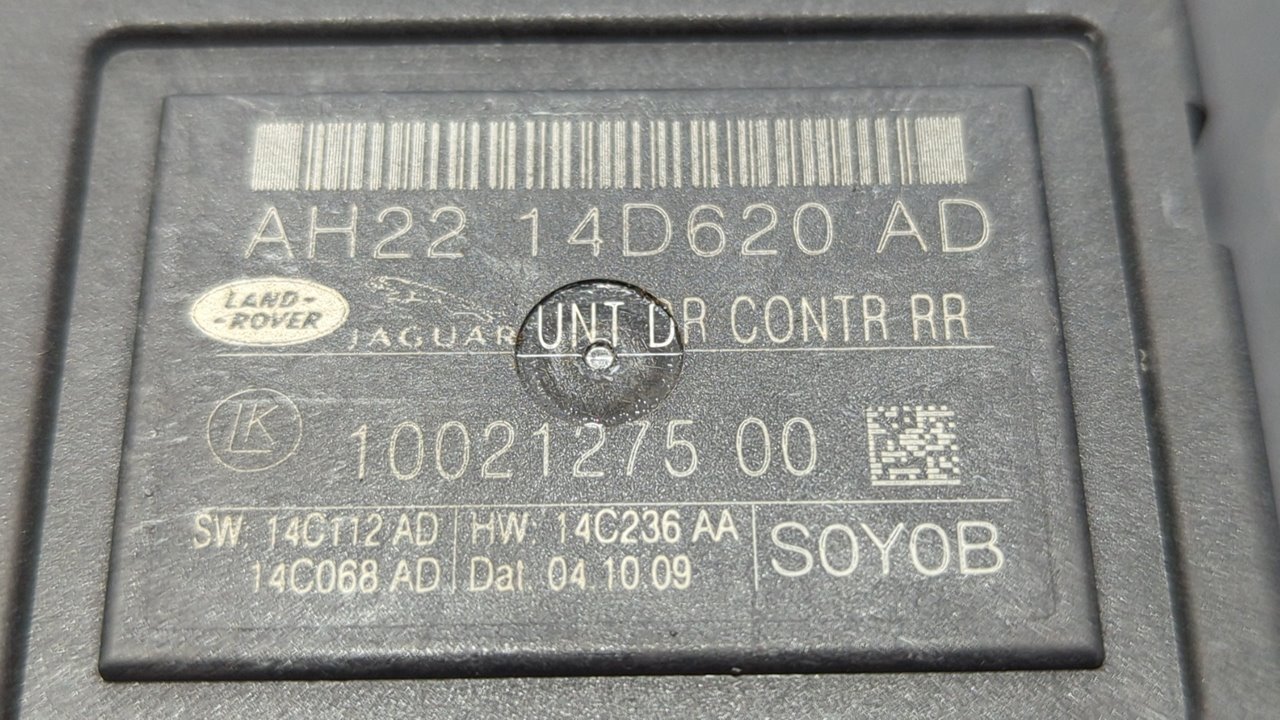 AH22 14D620 AD
LAND-
-ROVER
JAGUAR UNT DR CONTR RR
LK
10021275 00
SW: 14C112 AD HW: 14C236 AA
14C068 AD Dat. 04.10.09
SOYOB